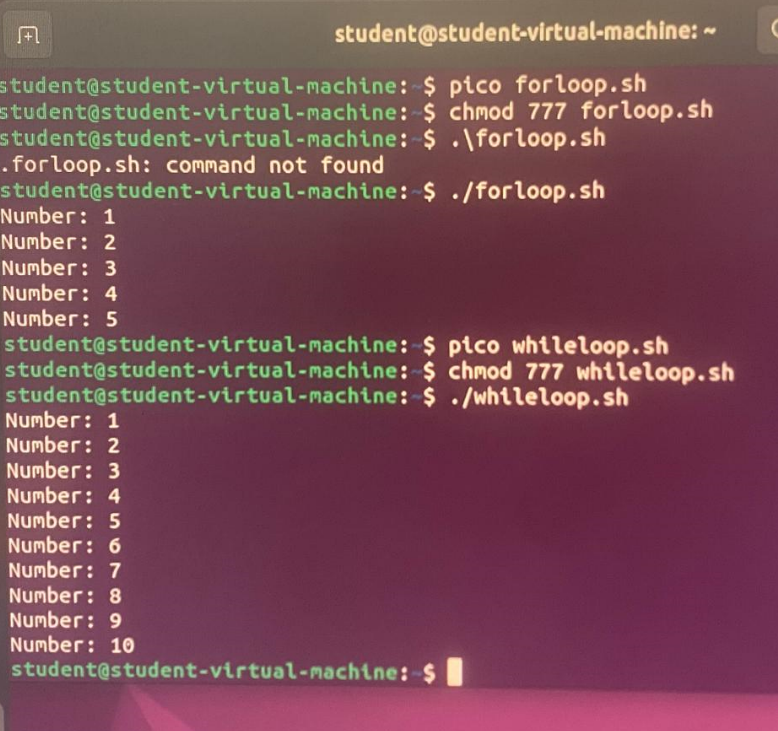 student@student-virtual-machine: ~
student@student-virtual-machine:~$ pico forloop.sh
student@student-virtual-machine:~$ chmod 777 forloop.sh
student@student-virtual-machine:~$ .\forloop.sh
.forloop.sh: command not found
student@student-virtual-machine:~$ ./forloop.sh
Number: 1
Number: 2
Number: 3
Number: 4
Number: 5
student@student-virtual-machine:~$ pico whileloop.sh
student@student-virtual-machine:~$ chmod 777 whileloop.sh
student@student-virtual-machine:~$ ./whileloop.sh
Number: 1
Number: 2
Number: 3
Number: 4
Number: 5
Number: 6
Number: 7
Number: 8
Number: 9
Number: 10
student@student-virtual-machine:~$